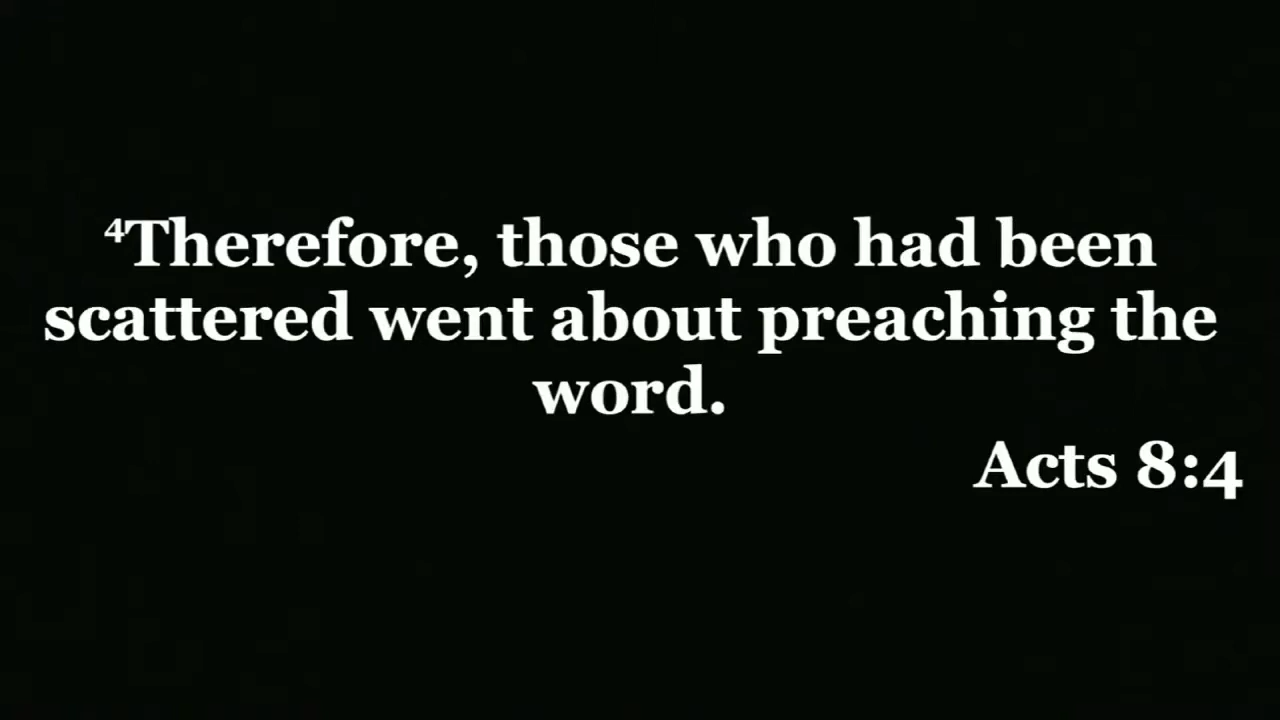 ⁴Therefore, those who had been
scattered went about preaching the
word.
Acts 8:4